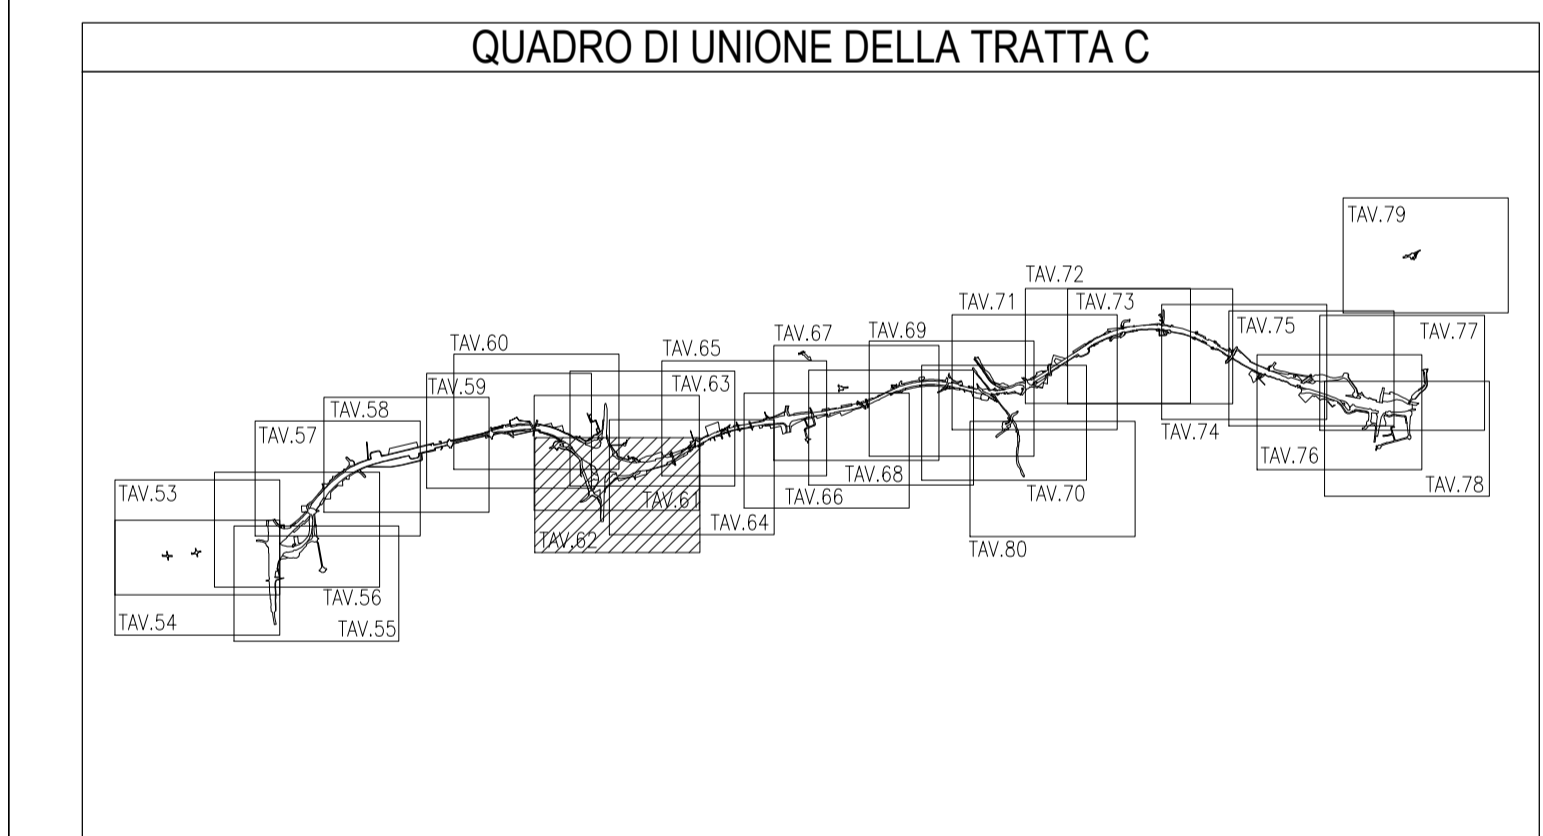 QUADRO DI UNIONE DELLA TRATTA C
TAV.79
TAV.72
TAV.71
TAV.73
TAV.75
TAV.77
TAV.67
TAV.69
TAV.60
TAV.65
TAV.59
TAV.63
TAV.58
TAV.57
TAV.74
TAV.76
TAV.68
TAV.78
TAV.53
TAV.61
TAV.66
TAV.70
TAV.64
TAV.62
TAV.80
TAV.56
TAV.54
TAV.55